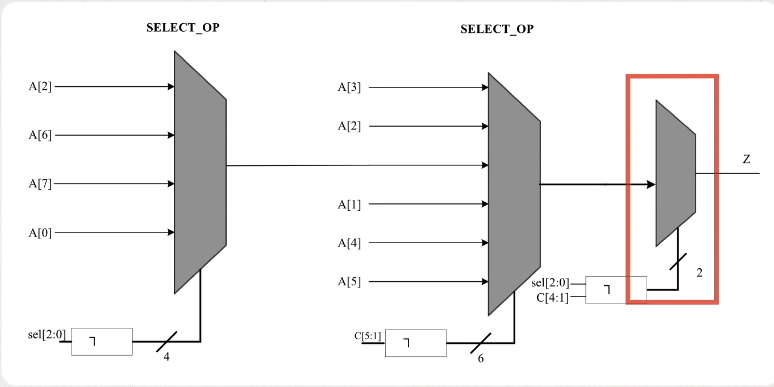 SELECT_OP
SELECT_OP
A[2]
A[6]
A[7]
A[0]
sel[2:0]
4
A[3]
A[2]
A[1]
A[4]
A[5]
C[5:1]
6
sel[2:0]
C[4:1]
2
Z